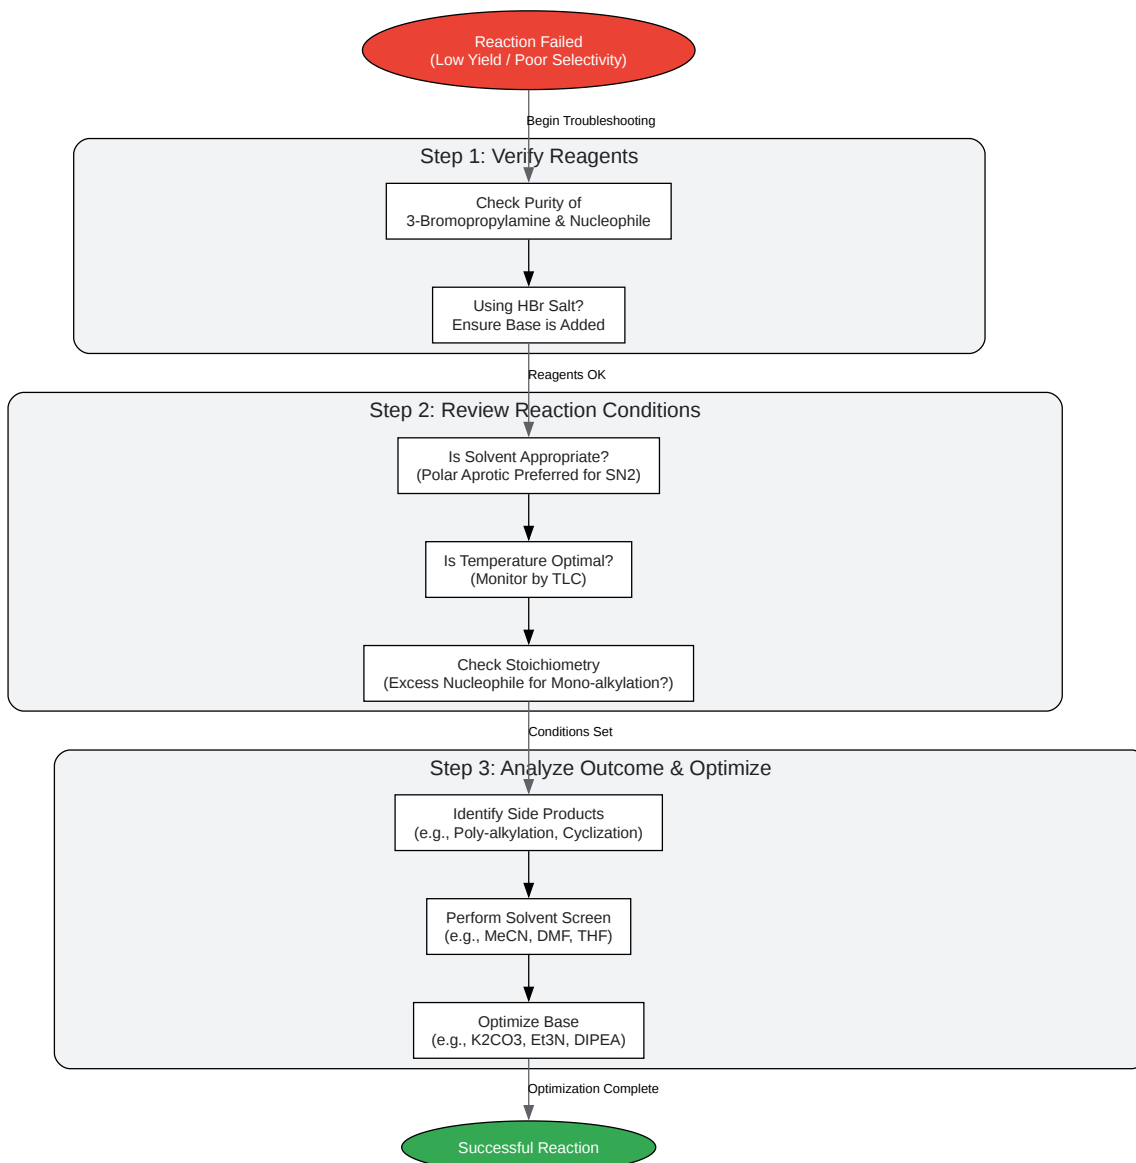 Reaction Failed
(Low Yield / Poor Selectivity)
Begin Troubleshooting
Step 1: Verify Reagents
Check Purity of
3-Bromopropylamine & Nucleophile
Using HBr Salt?
Ensure Base is Added
Reagents OK
Step 2: Review Reaction Conditions
Is Solvent Appropriate?
(Polar Aprotic Preferred for SN2)
Is Temperature Optimal?
(Monitor by TLC)
Check Stoichiometry
(Excess Nucleophile for Mono-alkylation?)
Conditions Set
Step 3: Analyze Outcome & Optimize
Identify Side Products
(e.g., Poly-alkylation, Cyclization)
Perform Solvent Screen
(e.g., MeCN, DMF, THF)
Optimize Base
(e.g., K2CO3, Et3N, DIPEA)
Optimization Complete
Successful Reaction